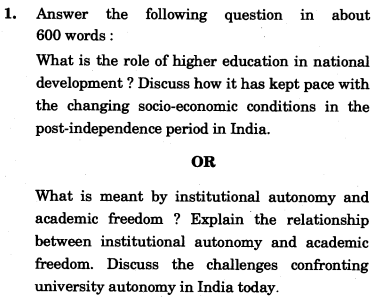 1. Answer the following question in about
600 words :
What is the role of higher education in national
development ? Discuss how it has kept pace with
the changing socio-economic conditions in the
post-independence period in India.
OR
What is meant by institutional autonomy and
academic freedom ? Explain the relationship
between institutional autonomy and academic
freedom. Discuss the challenges confronting
university autonomy in India today.